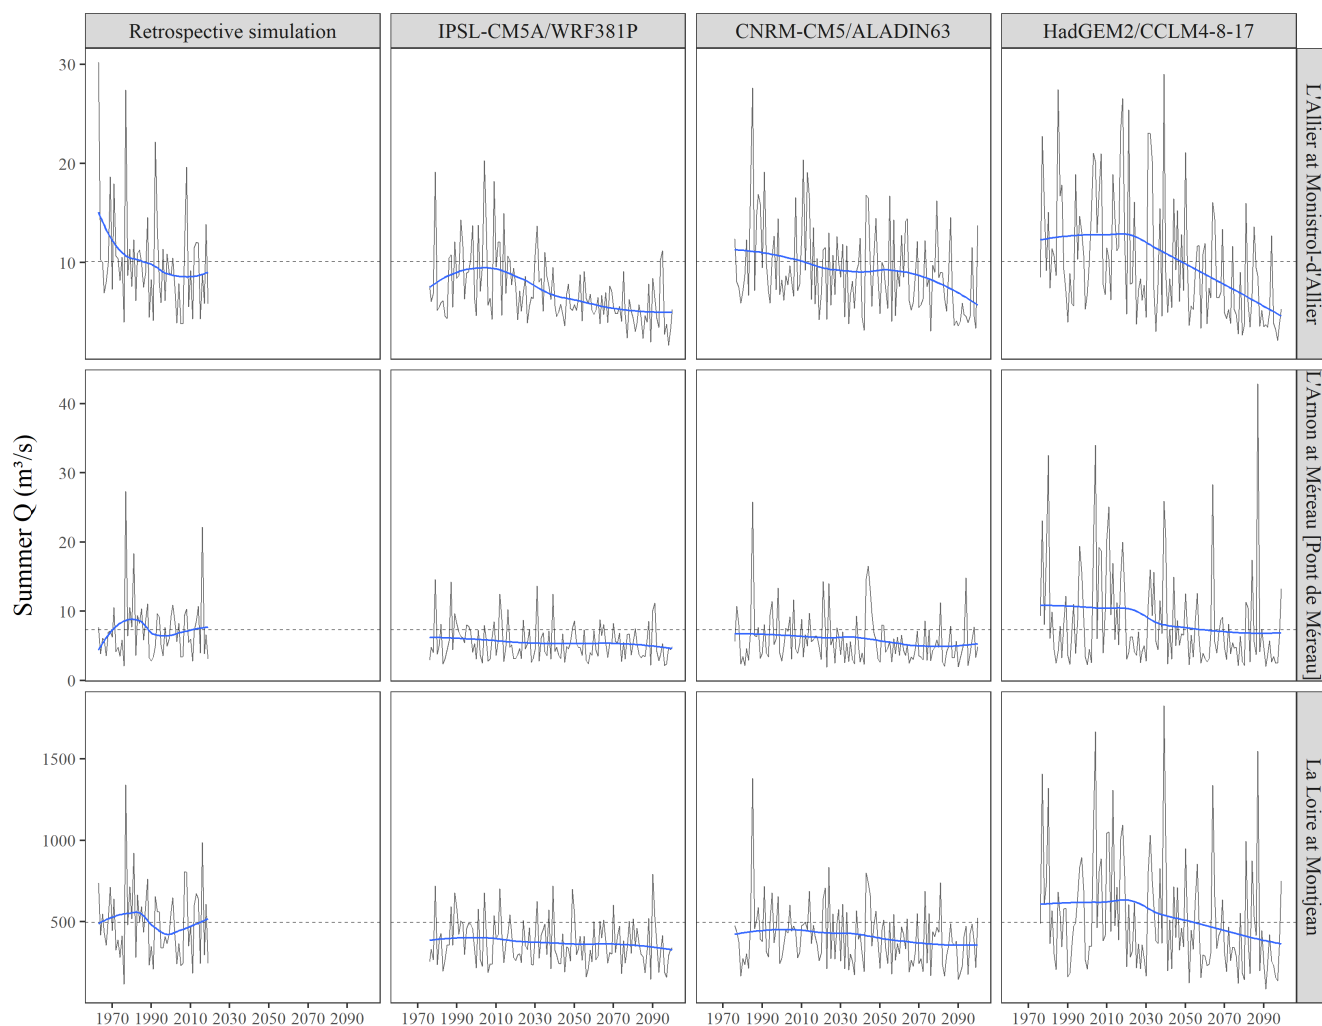 Retrospective simulation
IPSL-CM5A/WRF381P
CNRM-CM5/ALADIN63
HadGEM2/CCLM4-8-17
30
20
10
L'Allier at Monistrol-d'Allier
40
30
20
10
0
L'Arnon at Méreau [Pont de Méreau]
1500
1000
500
La Loire at Montjean
Summer Q (m³/s)
1970 1990 2010 2030 2050 2070 2090
1970 1990 2010 2030 2050 2070 2090
1970 1990 2010 2030 2050 2070 2090
1970 1990 2010 2030 2050 2070 2090